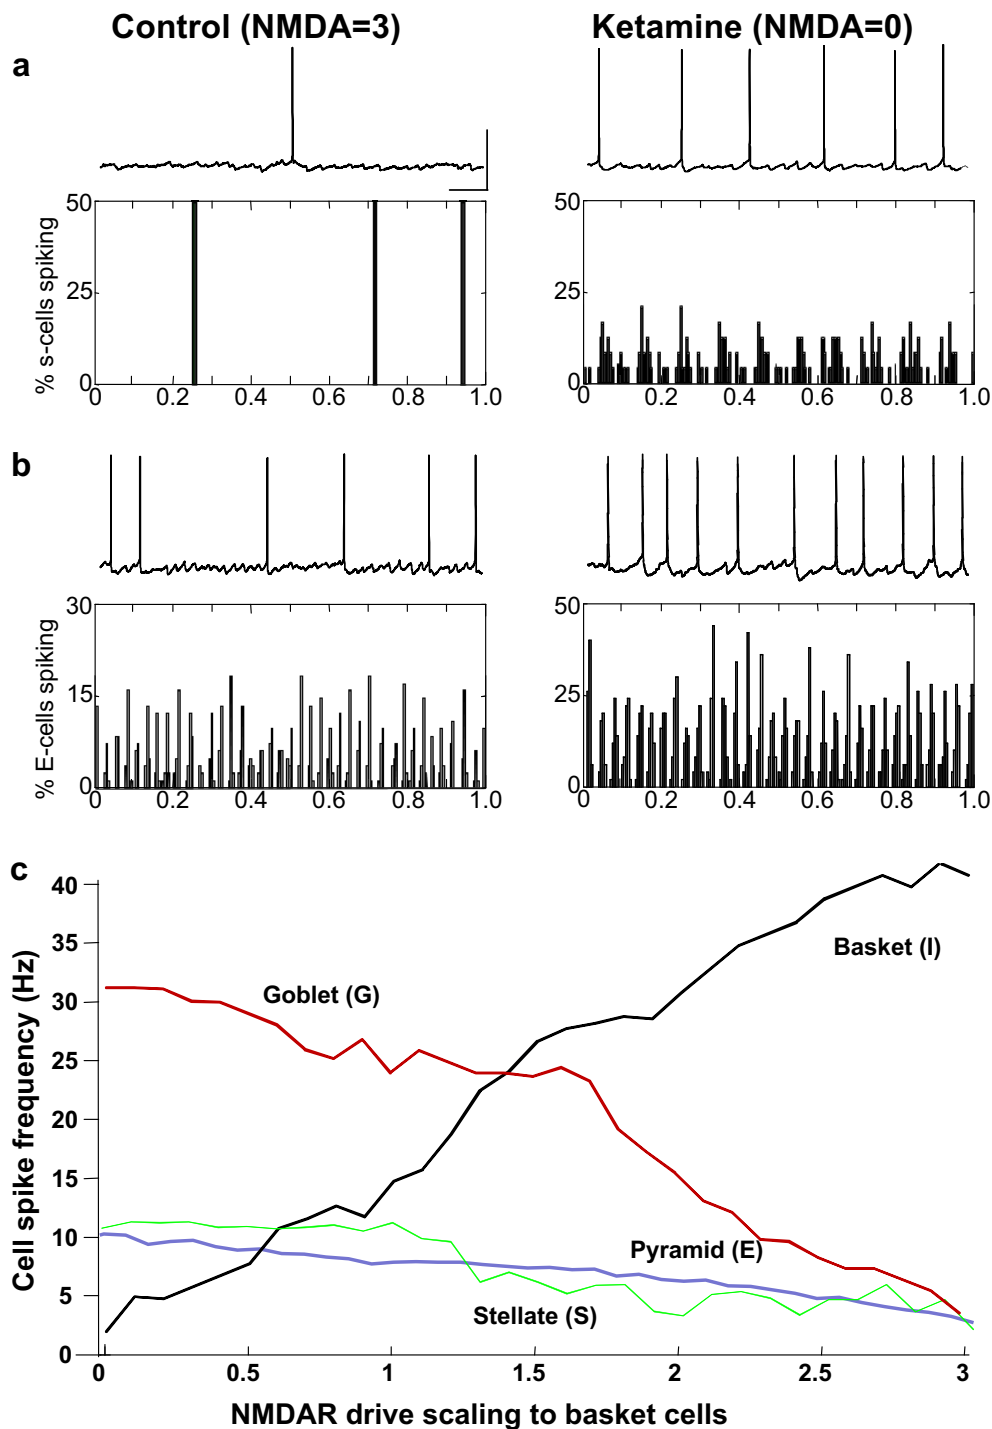 Control (NMDA=3)
Ketamine (NMDA=0)
a
50
25
0
% s-cells spiking
0 0.2 0.4 0.6 0.8 1.0
50
25
0
0 0.2 0.4 0.6 0.8 1.0
b
30
15
0
% E-cells spiking
0 0.2 0.4 0.6 0.8 1.0
50
25
0
0 0.2 0.4 0.6 0.8 1.0
c
40
35
30
25
20
15
10
5
0
Cell spike frequency (Hz)
Basket (I)
Goblet (G)
Pyramid (E)
Stellate (S)
0 0.5 1 1.5 2 2.5 3
NMDAR drive scaling to basket cells